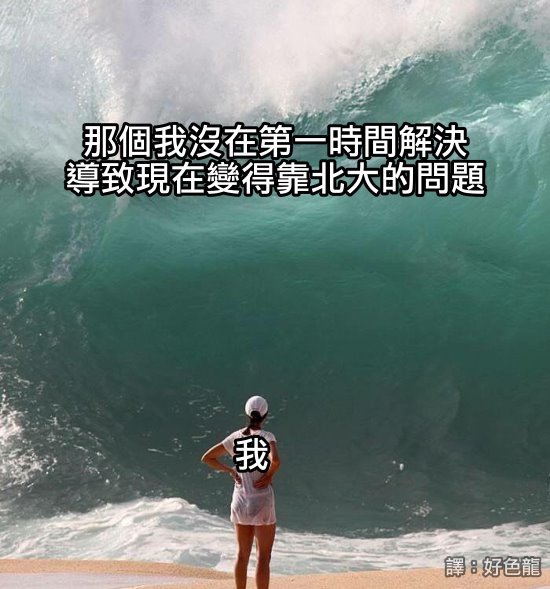 那個我沒在第一時間解決
導致現在變得靠北大的問題
我
譯：好色龍